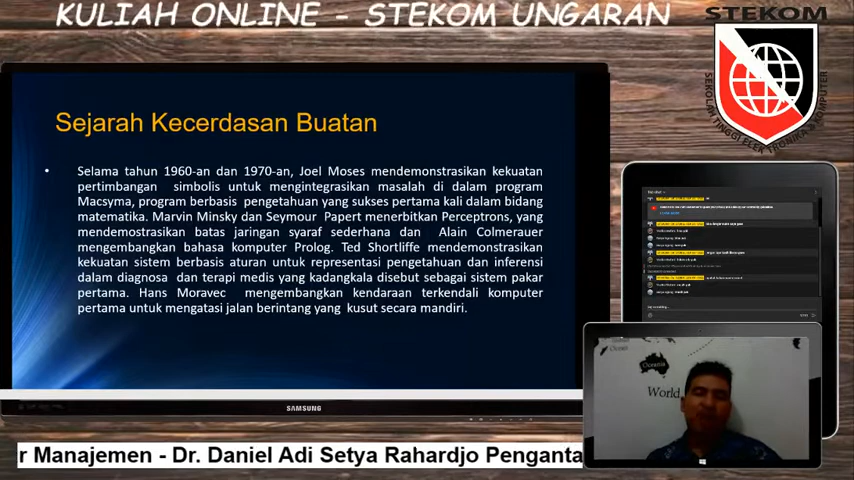 KULIAH ONLINE - STEKOM UNGARAN
STEKOM
SEKOLAH TINGGI ELEKTRONIKA & KOMPUTER
Sejarah Kecerdasan Buatan
• Selama tahun 1960-an dan 1970-an, Joel Moses mendemonstrasikan kekuatan
pertimbangan simbolis untuk mengintegrasikan masalah di dalam program
Macsyma, program berbasis pengetahuan yang sukses pertama kali dalam bidang
matematika. Marvin Minsky dan Seymour Papert menerbitkan Perceptrons, yang
mendemostrasikan batas jaringan syaraf sederhana dan Alain Colmerauer
mengembangkan bahasa komputer Prolog. Ted Shortliffe mendemonstrasikan
kekuatan sistem berbasis aturan untuk representasi pengetahuan dan inferensi
dalam diagnosa dan terapi medis yang kadangkala disebut sebagai sistem pakar
pertama. Hans Moravec mengembangkan kendaraan terkendali komputer
pertama untuk mengatasi jalan berintang yang kusut secara mandiri.
SAMSUNG
Oceania
World
r Manajemen - Dr. Daniel Adi Setya Rahardjo Penganta